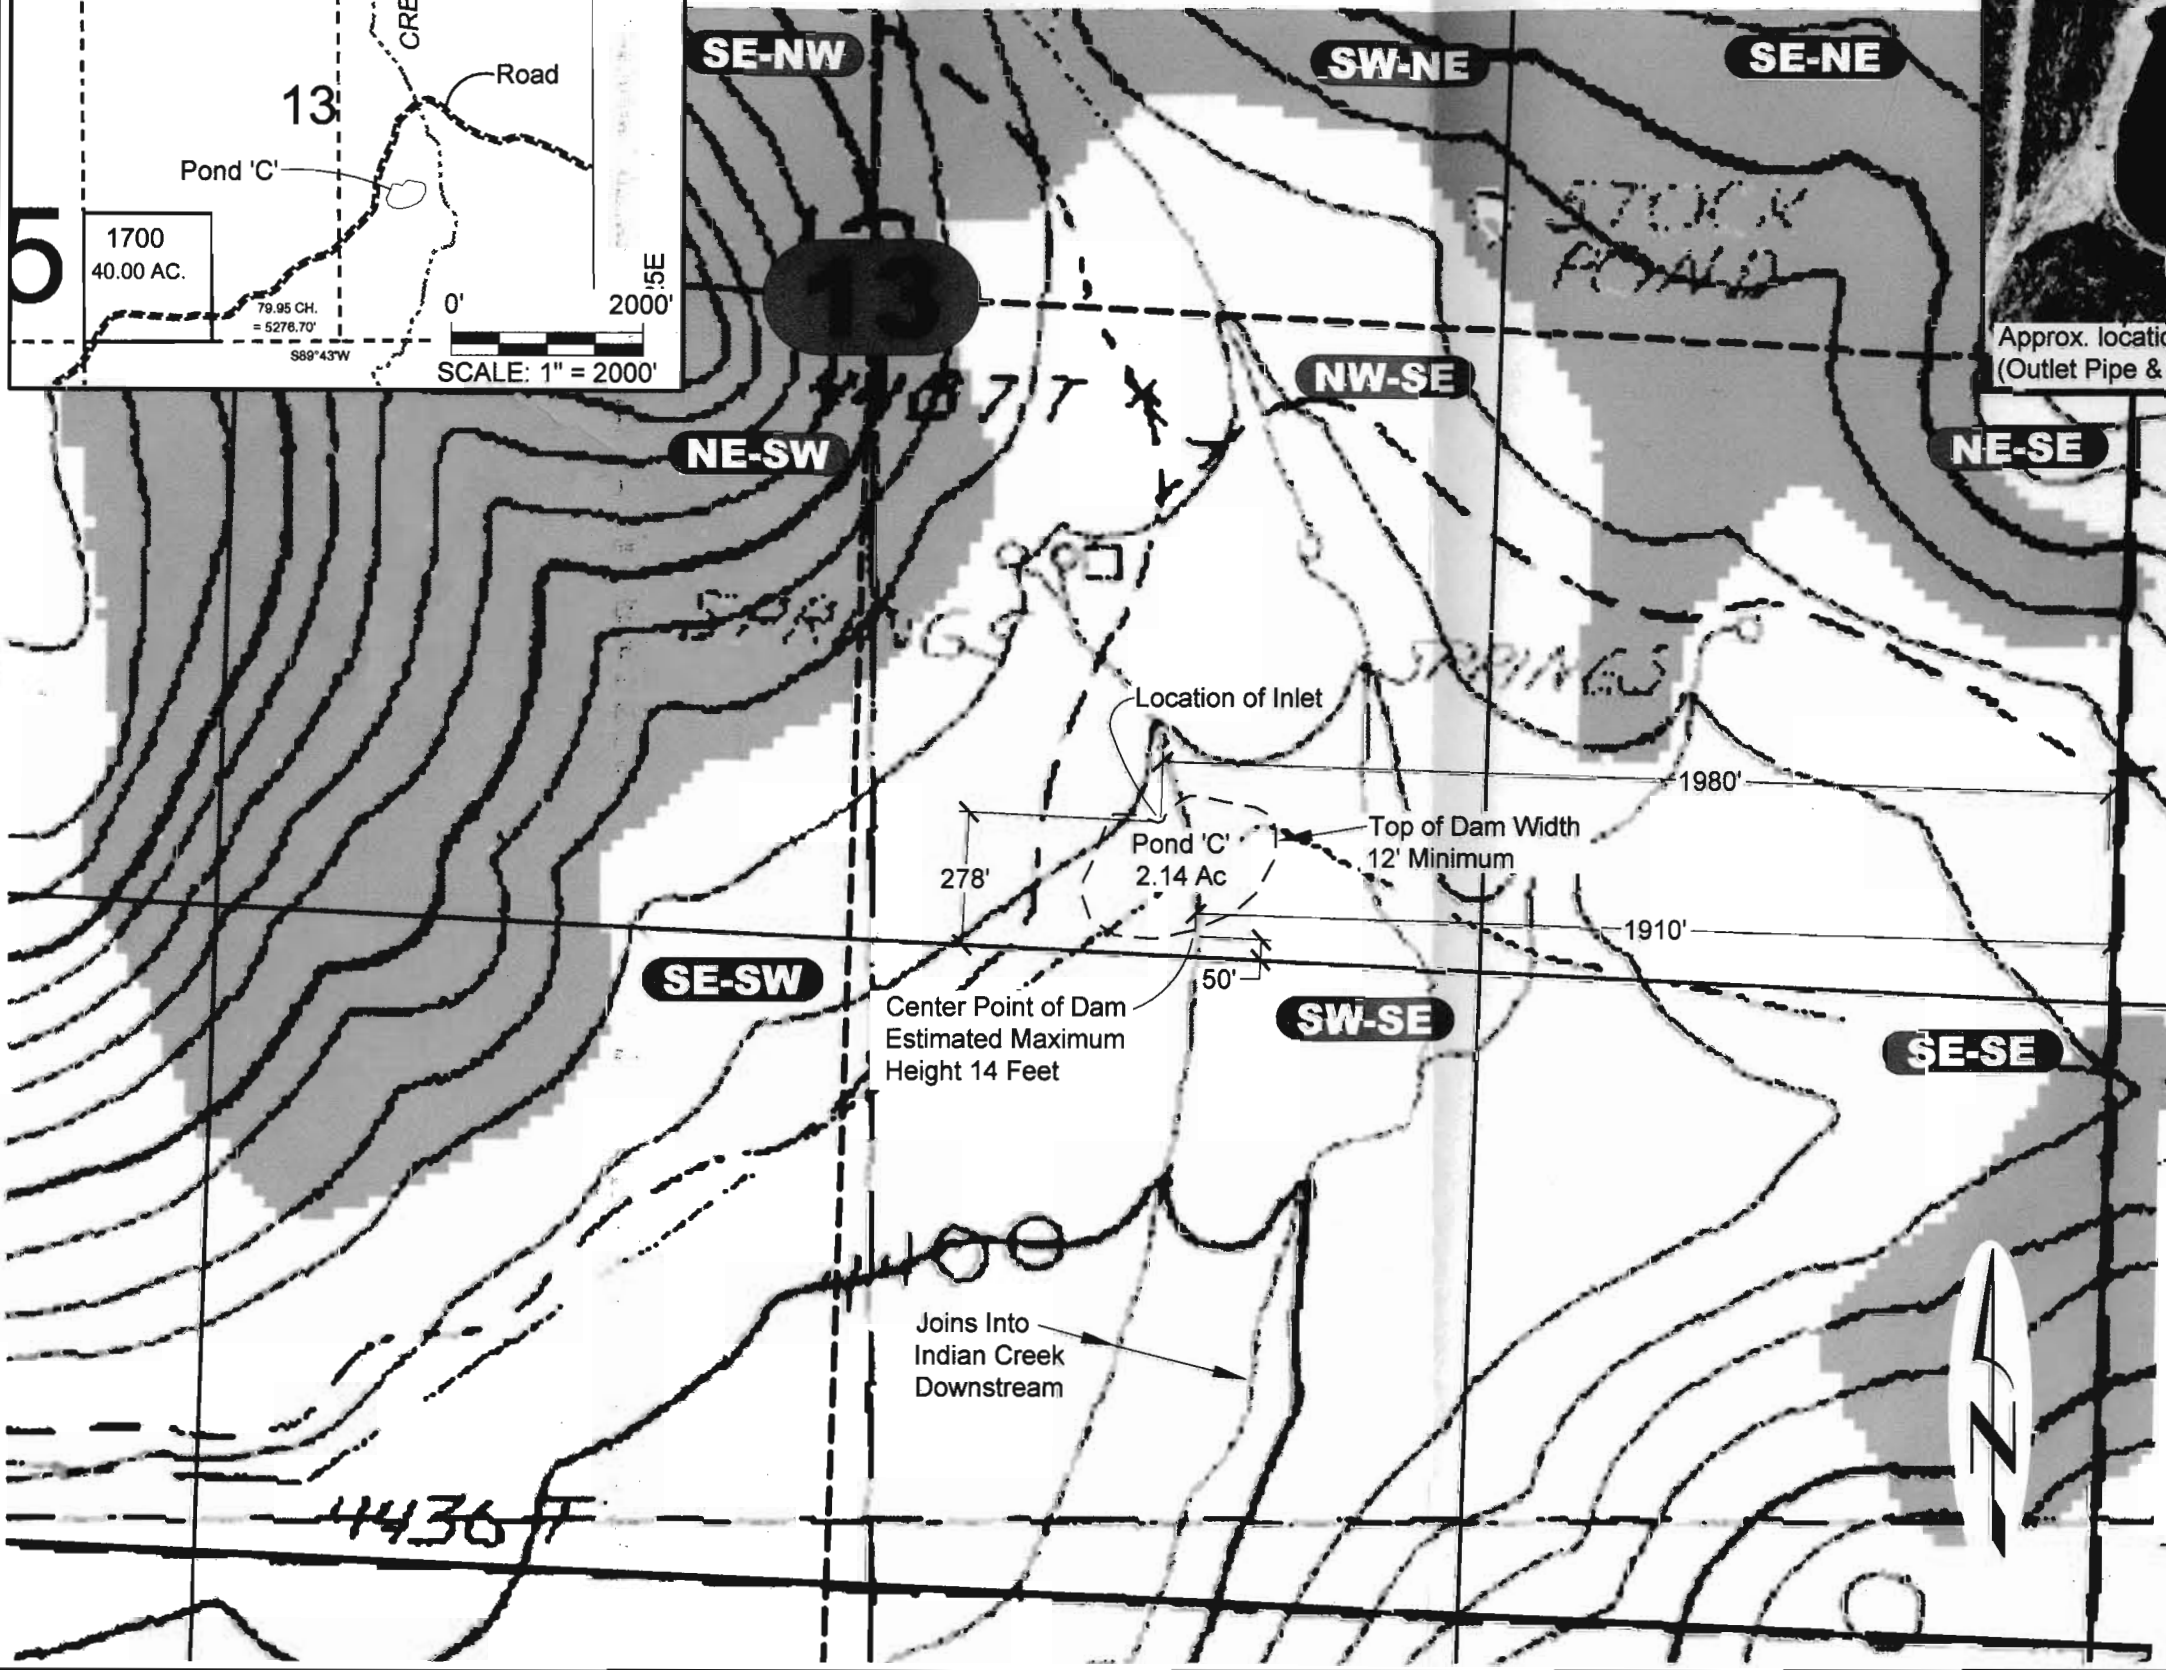 CRE
Road
13
Pond 'C'
5
1700
40.00 AC.
79.95 CH.
= 5276.70'
S89°43'W
5E
0'
2000'
SCALE: 1" = 2000'
SE-NW
SW-NE
SE-NE
STOCK
POND
13
Approx. locatio
(Outlet Pipe &
NW-SE
NE-SW
NE-SE
SPRINGS
SPRINGS
Location of Inlet
1980'
Top of Dam Width
12' Minimum
Pond 'C'
2.14 Ac
278'
1910'
50'
SE-SW
SW-SE
SE-SE
Center Point of Dam
Estimated Maximum
Height 14 Feet
Joins Into
Indian Creek
Downstream
4436 T
N